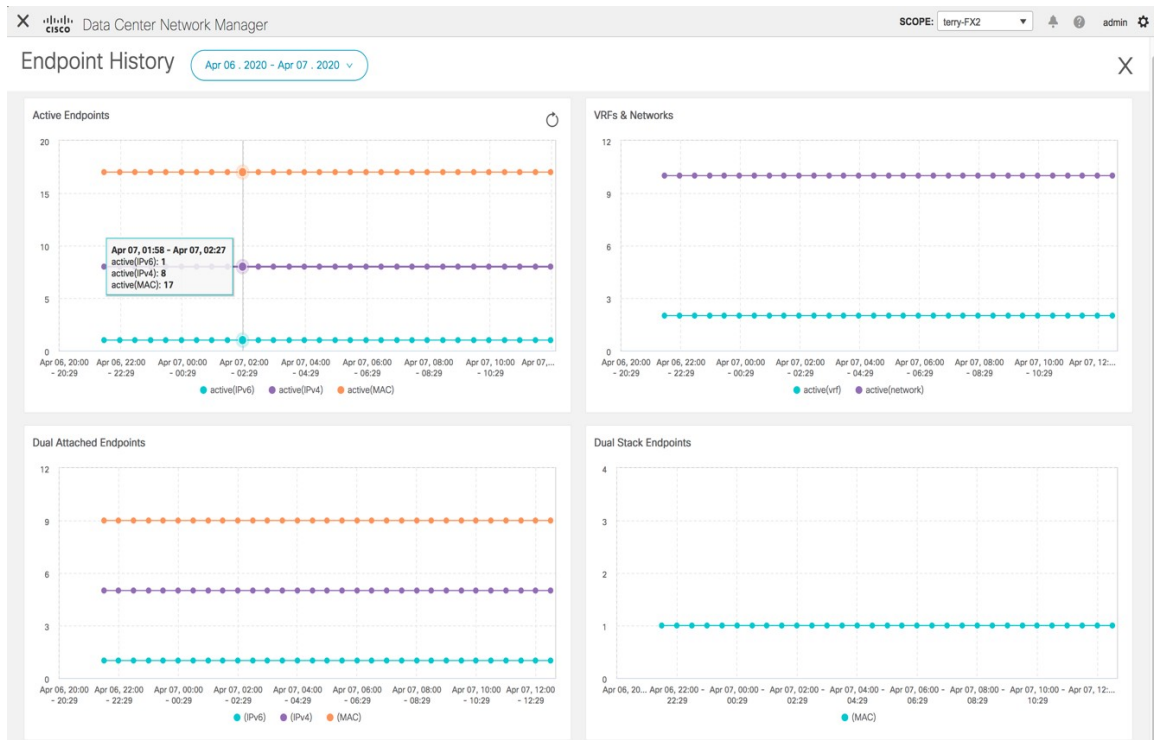 X CISCO Data Center Network Manager SCOPE: terry-FX2 admin
Endpoint History Apr 06 . 2020 - Apr 07 . 2020 X
Active Endpoints
20
15
10
5
0
Apr 07, 01:58 - Apr 07, 02:27
active(IPv6): 1
active(IPv4): 8
active(MAC): 17
Apr 06, 20:00 Apr 06, 22:00 Apr 07, 00:00 Apr 07, 02:00 Apr 07, 04:00 Apr 07, 06:00 Apr 07, 08:00 Apr 07, 10:00 Apr 07,...
- 20:29 - 22:29 - 00:29 - 02:29 - 04:29 - 06:29 - 08:29 - 10:29
active(IPv6) active(IPv4) active(MAC)
VRFs & Networks
12
9
6
3
0
Apr 06, 20:00 Apr 06, 22:00 Apr 07, 00:00 Apr 07, 02:00 Apr 07, 04:00 Apr 07, 06:00 Apr 07, 08:00 Apr 07, 10:00 Apr 07, 12:...
- 20:29 - 22:29 - 00:29 - 02:29 - 04:29 - 06:29 - 08:29 - 10:29
active(vrf) active(network)
Dual Attached Endpoints
12
9
6
3
0
Apr 06, 20:00 Apr 06, 22:00 Apr 07, 00:00 Apr 07, 02:00 Apr 07, 04:00 Apr 07, 06:00 Apr 07, 08:00 Apr 07, 10:00 Apr 07, 12:00
- 20:29 - 22:29 - 00:29 - 02:29 - 04:29 - 06:29 - 08:29 - 10:29 - 12:29
(IPv6) (IPv4) (MAC)
Dual Stack Endpoints
4
3
2
1
0
Apr 06, 20... Apr 06, 22:00 - Apr 07, 00:00 - Apr 07, 02:00 - Apr 07, 04:00 - Apr 07, 06:00 - Apr 07, 08:00 - Apr 07, 10:00 - Apr 07, 12:...
22:29 00:29 02:29 04:29 06:29 08:29 10:29
(MAC)